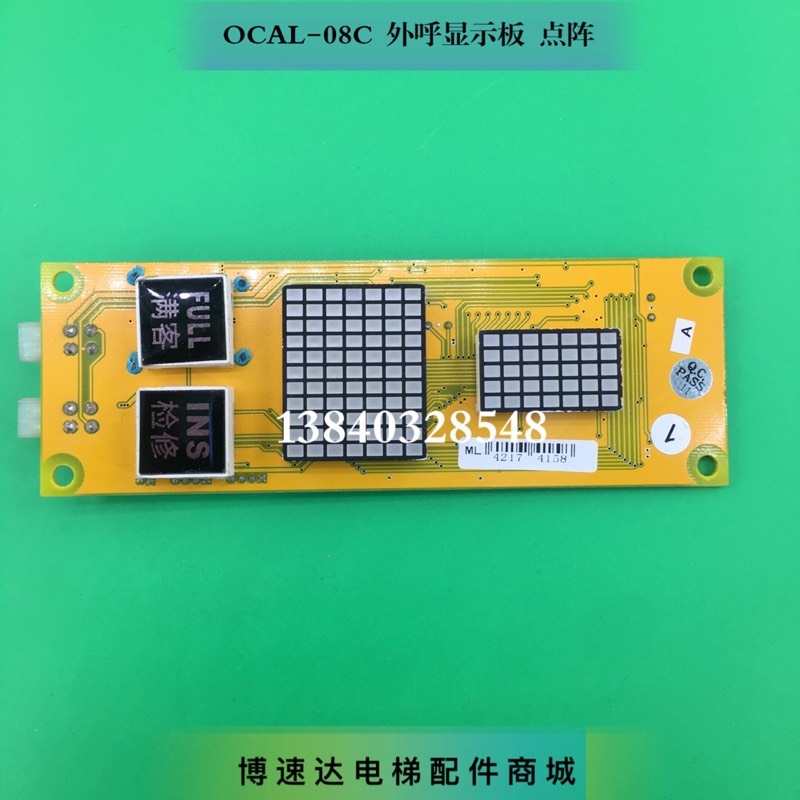 OCAL-08C 外呼显示板 点阵
FULL
满客
INS
检修
A
QC
PASS
1
13840328548
ML 4217 4158
博速达电梯配件商城